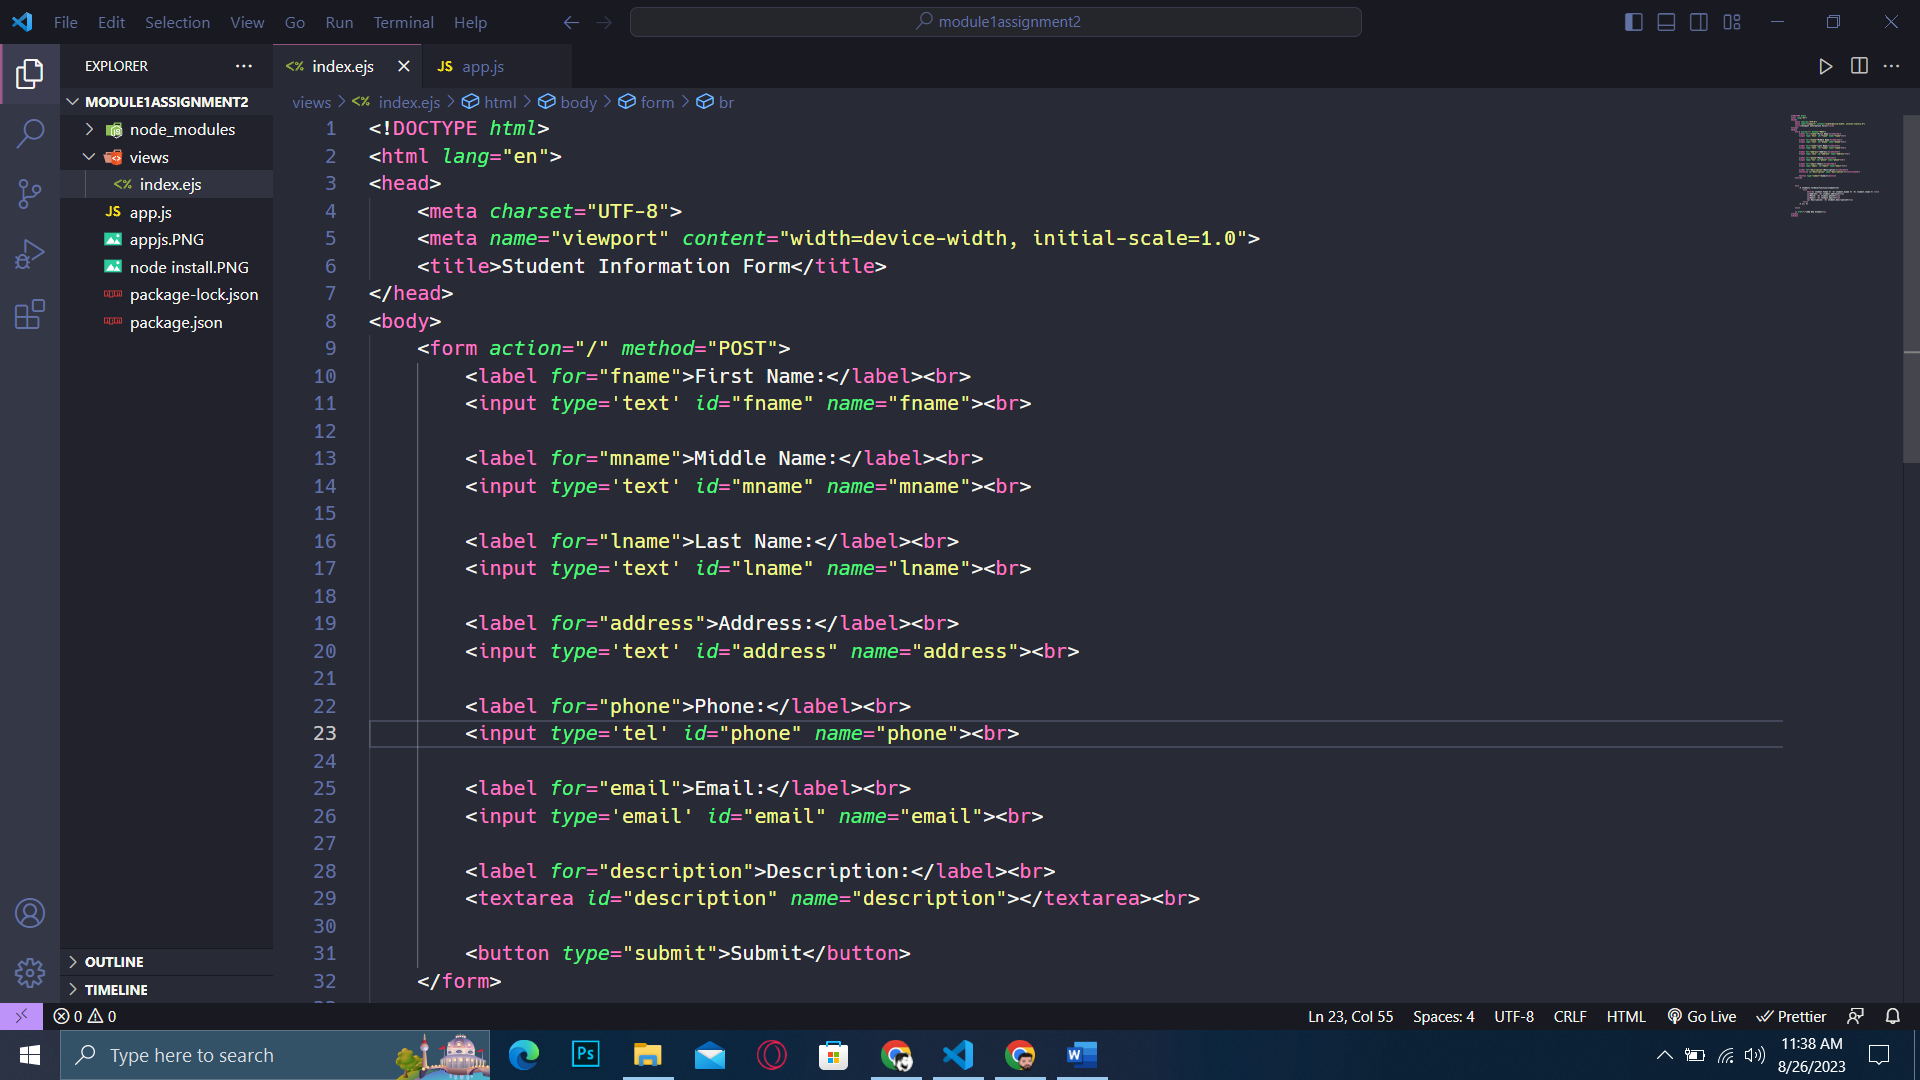 File Edit Selection View Go Run Terminal Help
module1assignment2
EXPLORER
index.ejs
JS app.js
MODULE1ASSIGNMENT2
node_modules
views
index.ejs
JS app.js
appjs.PNG
node install.PNG
package-lock.json
package.json
OUTLINE
TIMELINE
views > <% index.ejs > html > body > form > br
1 <!DOCTYPE html>
2 <html lang="en">
3 <head>
4 <meta charset="UTF-8">
5 <meta name="viewport" content="width=device-width, initial-scale=1.0">
6 <title>Student Information Form</title>
7 </head>
8 <body>
9 <form action="/" method="POST">
10 <label for="fname">First Name:</label><br>
11 <input type='text' id="fname" name="fname"><br>
12
13 <label for="mname">Middle Name:</label><br>
14 <input type='text' id="mname" name="mname"><br>
15
16 <label for="lname">Last Name:</label><br>
17 <input type='text' id="lname" name="lname"><br>
18
19 <label for="address">Address:</label><br>
20 <input type='text' id="address" name="address"><br>
21
22 <label for="phone">Phone:</label><br>
23 <input type='tel' id="phone" name="phone"><br>
24
25 <label for="email">Email:</label><br>
26 <input type='email' id="email" name="email"><br>
27
28 <label for="description">Description:</label><br>
29 <textarea id="description" name="description"></textarea><br>
30
31 <button type="submit">Submit</button>
32 </form>
0 0
Ln 23, Col 55 Spaces: 4 UTF-8 CRLF HTML Go Live Prettier
Type here to search
Ps
11:38 AM
8/26/2023